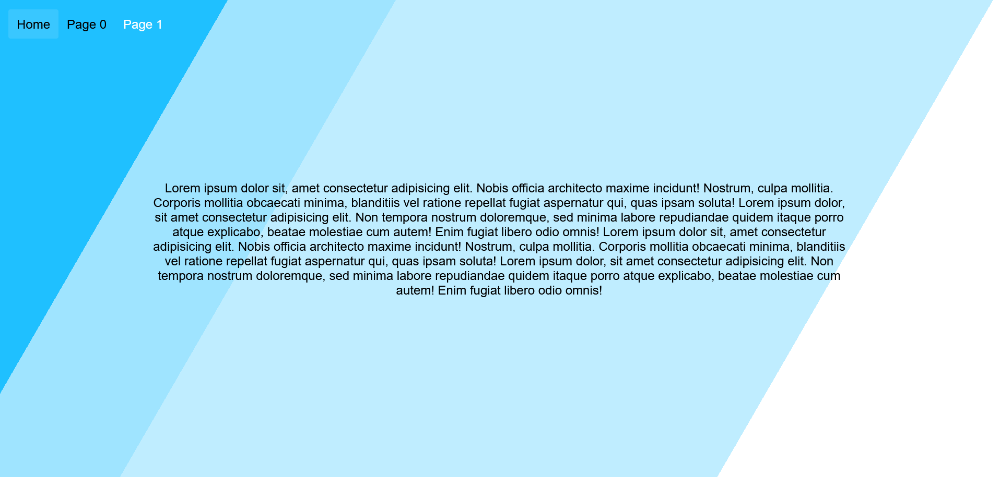 Home Page 0 Page 1
Lorem ipsum dolor sit, amet consectetur adipisicing elit. Nobis officia architecto maxime incidunt! Nostrum, culpa mollitia.
Corporis mollitia obcaecati minima, blanditiis vel ratione repellat fugiat aspernatur qui, quas ipsam soluta! Lorem ipsum dolor,
sit amet consectetur adipisicing elit. Non tempora nostrum doloremque, sed minima labore repudiandae quidem itaque porro
atque explicabo, beatae molestiae cum autem! Enim fugiat libero odio omnis! Lorem ipsum dolor sit, amet consectetur
adipisicing elit. Nobis officia architecto maxime incidunt! Nostrum, culpa mollitia. Corporis mollitia obcaecati minima, blanditiis
vel ratione repellat fugiat aspernatur qui, quas ipsam soluta! Lorem ipsum dolor, sit amet consectetur adipisicing elit. Non
tempora nostrum doloremque, sed minima labore repudiandae quidem itaque porro atque explicabo, beatae molestiae cum
autem! Enim fugiat libero odio omnis!